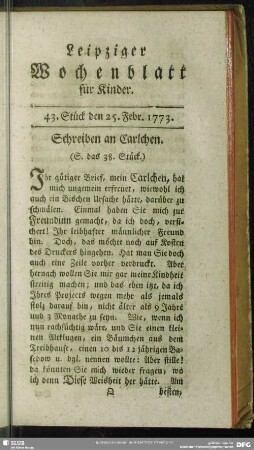 Leipziger
Wochenblatt
für Kinder.
43. Stück den 25. Febr. 1773.
Schreiben an Carlchen.
(S. das 38. Stück.)
Ihr gütiger Brief, mein Carlchen, hat
mich ungemein erfreuet, wiewohl ich
auch ein Bischen Ursache hätte, darüber zu
schmälen. Einmal haben Sie mich zur
Freundinn gemacht, da ich doch, versi-
chert! Ihr leibhafter männlicher Freund
bin. Doch, das möchte noch auf Kosten
des Druckers hingehen. Hat man Sie doch
auch eine Zeile vorher verdruckt. Aber
hernach wollen Sie mir gar meine Kindheit
streitig machen; und das eben itzt, da ich
Ihres Projects wegen mehr als jemals
stolz darauf bin, nicht älter als 9 Jahr
und 3 Monathe zu seyn. Wie, wenn ich
nun rachsüchtig wäre, und Sie einen klei-
nen Altklugen, ein Bäumchen aus dem
Treibhause, einen 10 bis 12 jährigen Ba-
sedow u. dgl. nennen wollte: Aber stille!
da könnten Sie mich wieder fragen, wo
ich denn Diese Weisheit her hätte. Am
D besten,